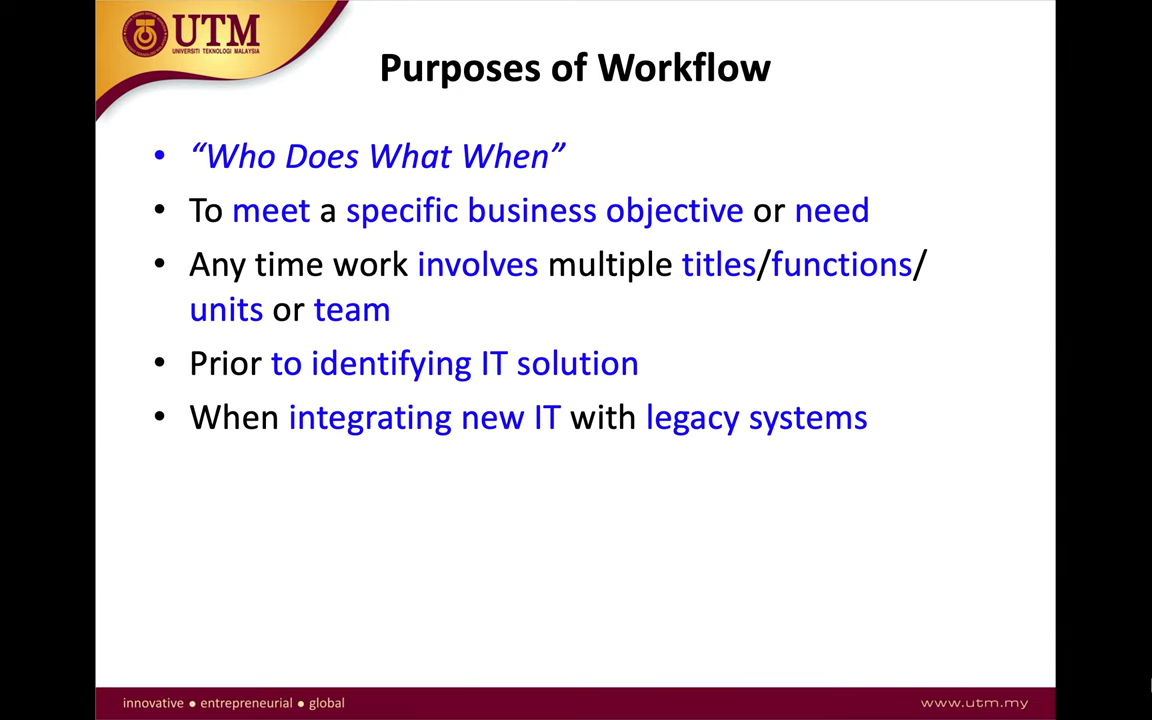 UTM
UNIVERSITI TEKNOLOGI MALAYSIA
Purposes of Workflow
• “Who Does What When”
• To meet a specific business objective or need
• Any time work involves multiple titles/functions/
units or team
• Prior to identifying IT solution
• When integrating new IT with legacy systems
innovative ● entrepreneurial ● global
www.utm.my